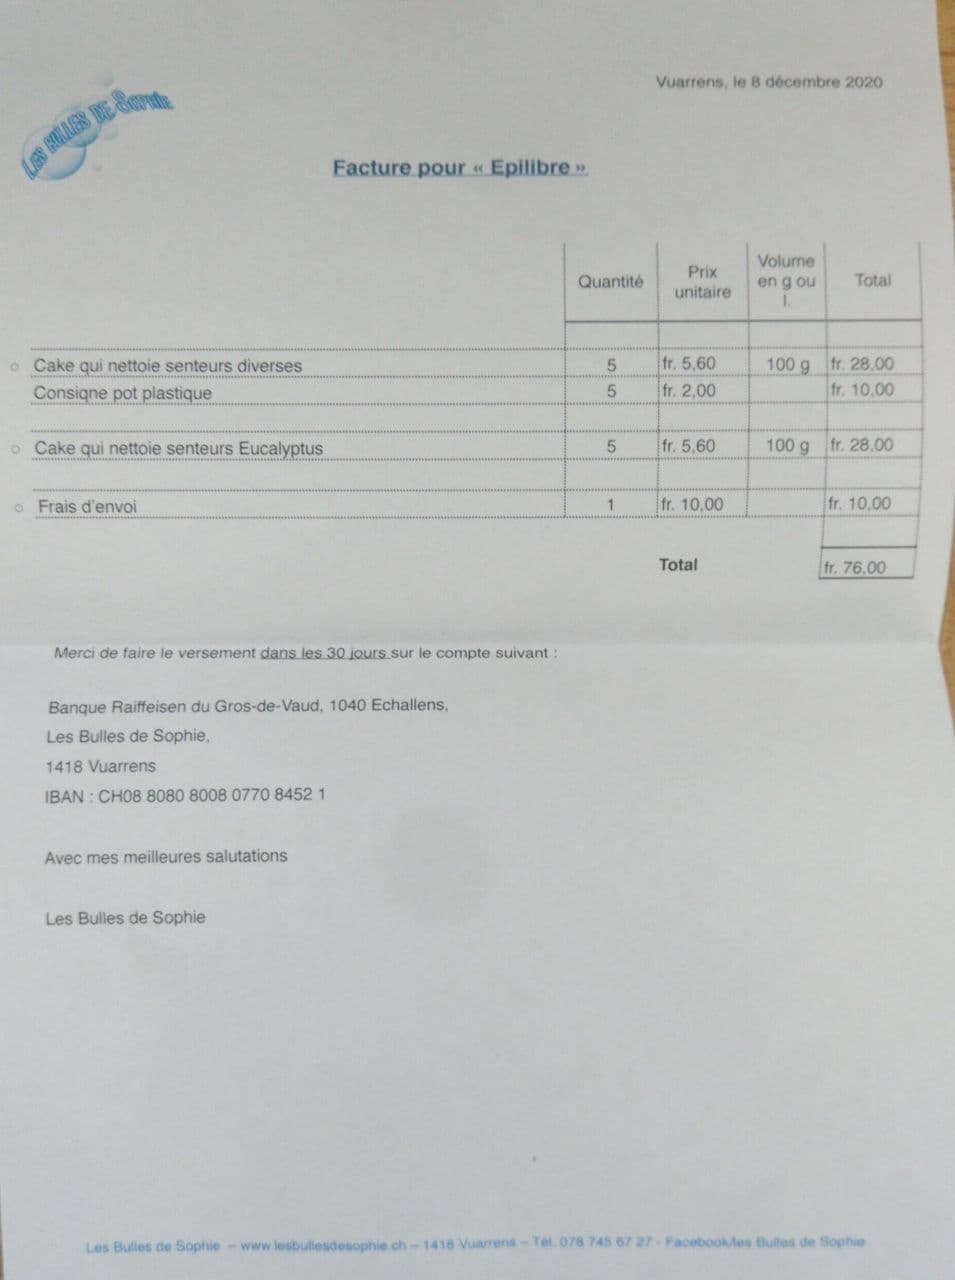 Vuarrens, le 8 décembre 2020
LES BULLES DE Sophie
Facture pour « Epilibre »
Quantité Prix unitaire Volume en g ou l. Total
Cake qui nettoie senteurs diverses 5 fr. 5,60 100 g fr. 28,00
Consigne pot plastique 5 fr. 2,00 fr. 10,00
Cake qui nettoie senteurs Eucalyptus 5 fr. 5,60 100 g fr. 28,00
Frais d'envoi 1 fr. 10,00 fr. 10,00
Total fr. 76,00
Merci de faire le versement dans les 30 jours sur le compte suivant :
Banque Raiffeisen du Gros-de-Vaud, 1040 Echallens,
Les Bulles de Sophie,
1418 Vuarrens
IBAN : CH08 8080 8008 0770 8452 1
Avec mes meilleures salutations
Les Bulles de Sophie
Les Bulles de Sophie – www.lesbullesdesophie.ch – 1418 Vuarrens – Tél. 078 745 67 27 - Facebook/les Bulles de Sophie